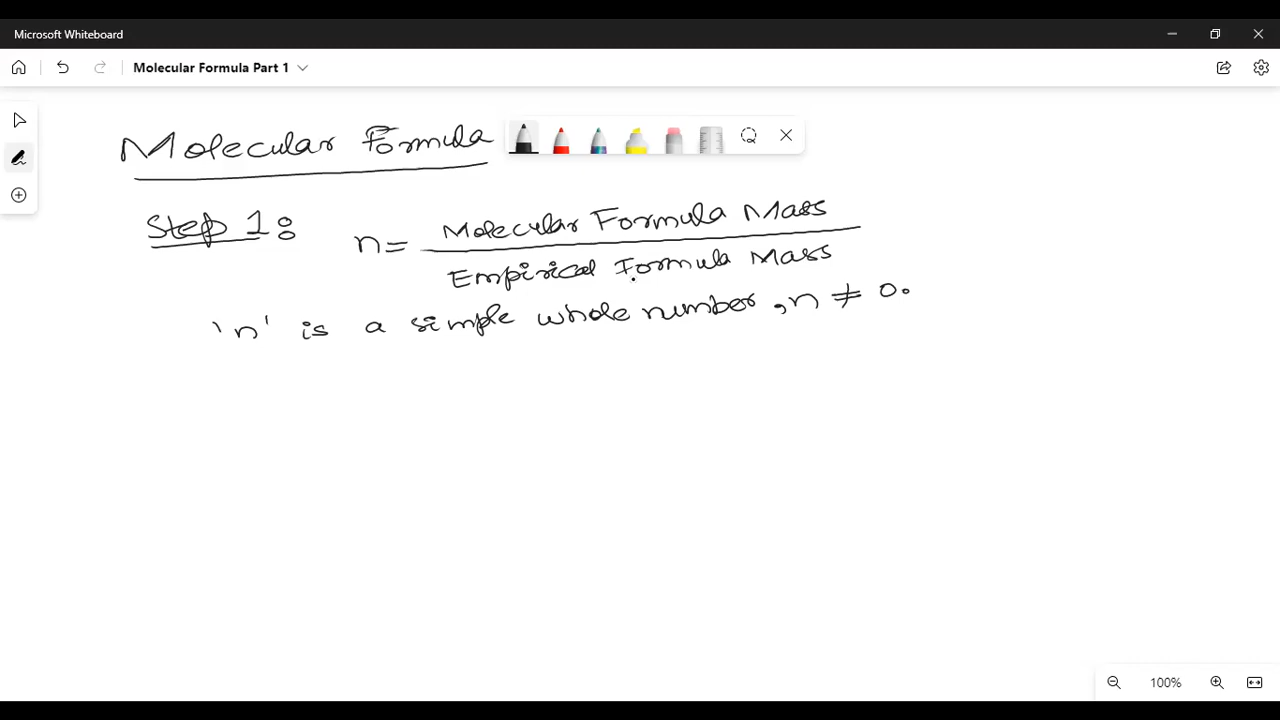 Microsoft Whiteboard
Molecular Formula Part 1
Molecular Formula
Step 1:
n= Molecular Formula Mass
Empirical Formula Mass
'n' is a simple whole number, n ≠ 0.
100%